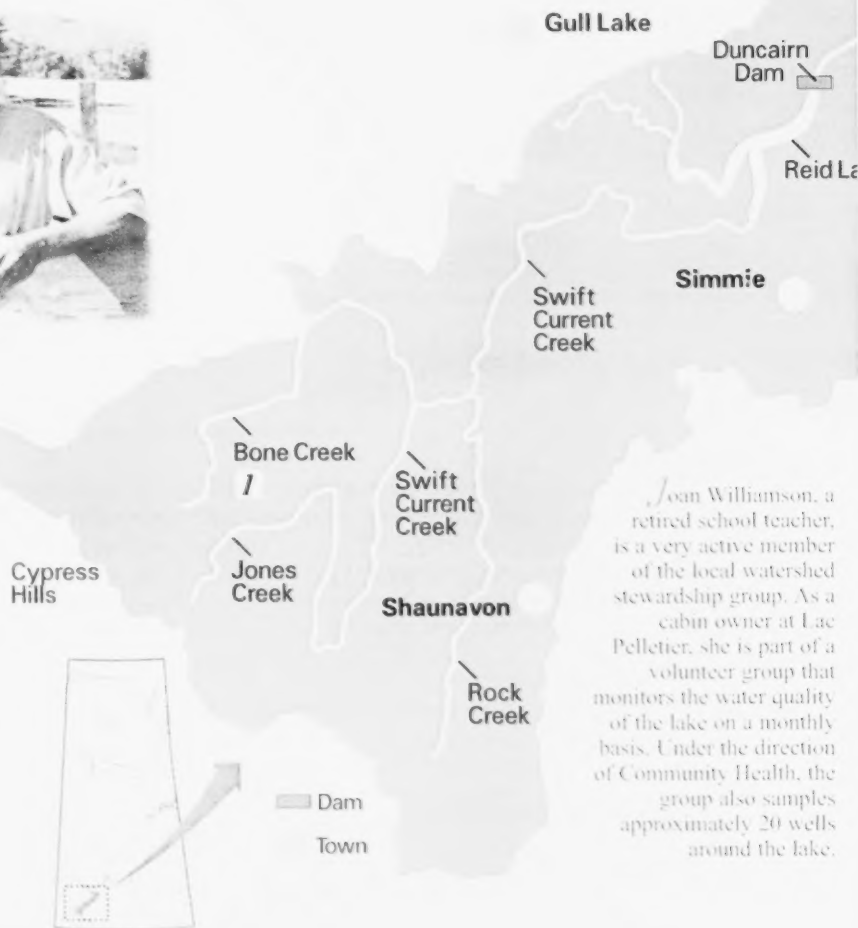 Gull Lake
Duncairn
Dam
Reid La
Simmie
Swift
Current
Creek
Bone Creek
1
Swift
Current
Creek
Jones
Creek
Cypress
Hills
Shaunavon
Rock
Creek
Dam
Town
Joan Williamson, a
retired school teacher,
is a very active member
of the local watershed
stewardship group. As a
cabin owner at Lac
Pelletier, she is part of a
volunteer group that
monitors the water quality
of the lake on a monthly
basis. Under the direction
of Community Health, the
group also samples
approximately 20 wells
around the lake.